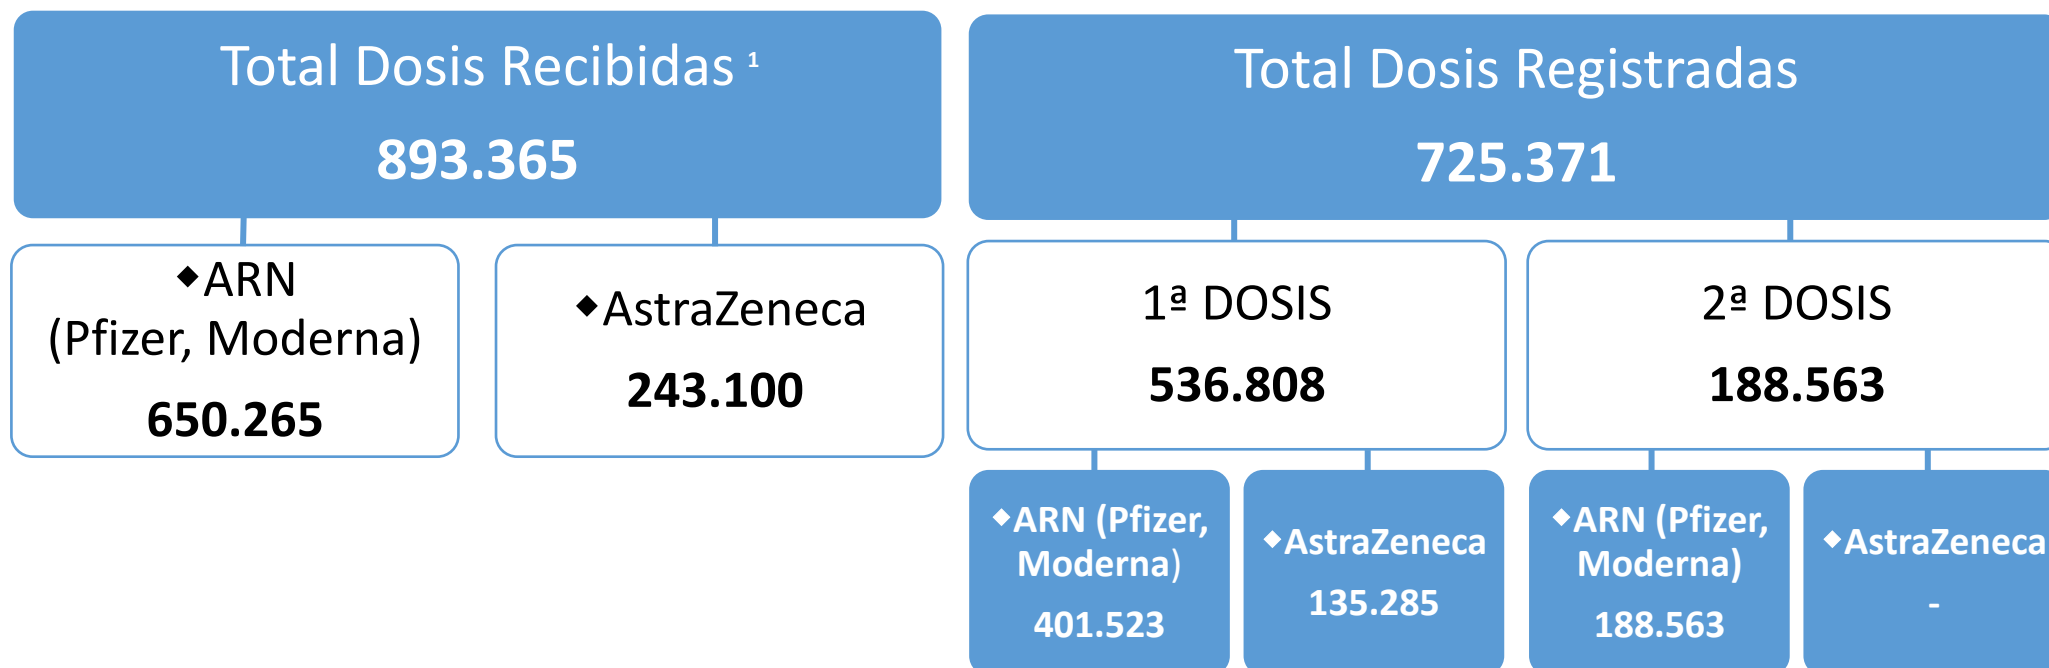 Total Dosis Recibidas ¹
893.365
◆ARN
(Pfizer, Moderna)
650.265
◆AstraZeneca
243.100
Total Dosis Registradas
725.371
1ª DOSIS
536.808
◆ARN (Pfizer,
Moderna)
401.523
◆AstraZeneca
135.285
2ª DOSIS
188.563
◆ARN (Pfizer,
Moderna)
188.563
◆AstraZeneca
-